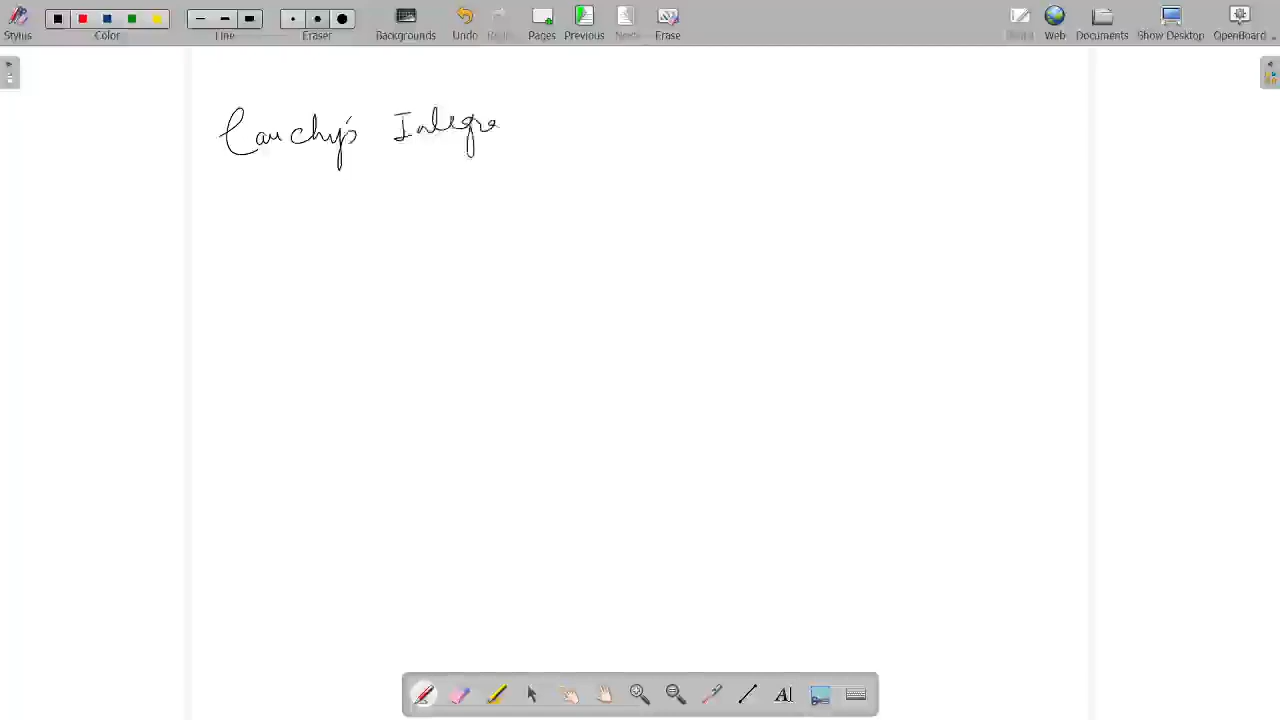 Stylus Color Line Eraser Backgrounds Undo Redo Pages Previous Next Erase Board Web Documents Show Desktop OpenBoard
Cauchy's Integra